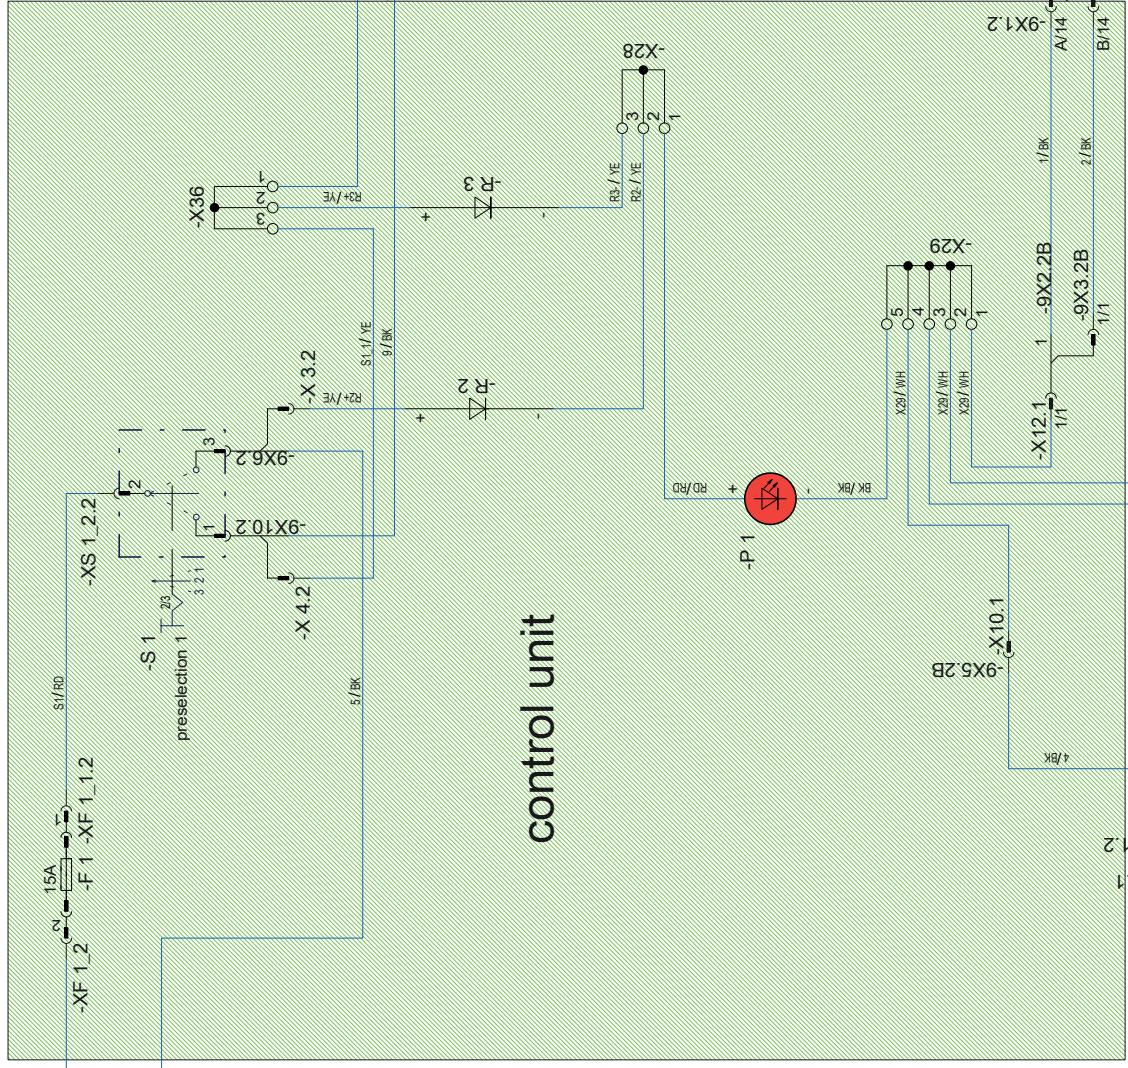 -9X1.2
A/14
B/14
-X28
3
2
1
R3-/ YE
R2-/ YE
1/ BK
2/ BK
-X36
1
2
3
R3+/ YE
+
-R 3
-
S1_1/ YE
9/ BK
-X29
5
4
3
2
1
X29/ WH
X29/ WH
X29/ WH
-9X2.2B
-9X3.2B
1
1/1
-X12.1
1/1
-X 3.2
R2+/YE
+
-R 2
-
-XS 1_2.2
2
3
1
-9X6.2
-9X10.2
-X 4.2
RD/RD
+
-
BK/BK
-P 1
-S 1
preselection 1
2/3
3 2 1
S1/ RD
5/ BK
control unit
-X10.1
-9X5.2B
4/BK
1
-XF 1_1.2
15A
-F 1
2
-XF 1_2
1.2
1